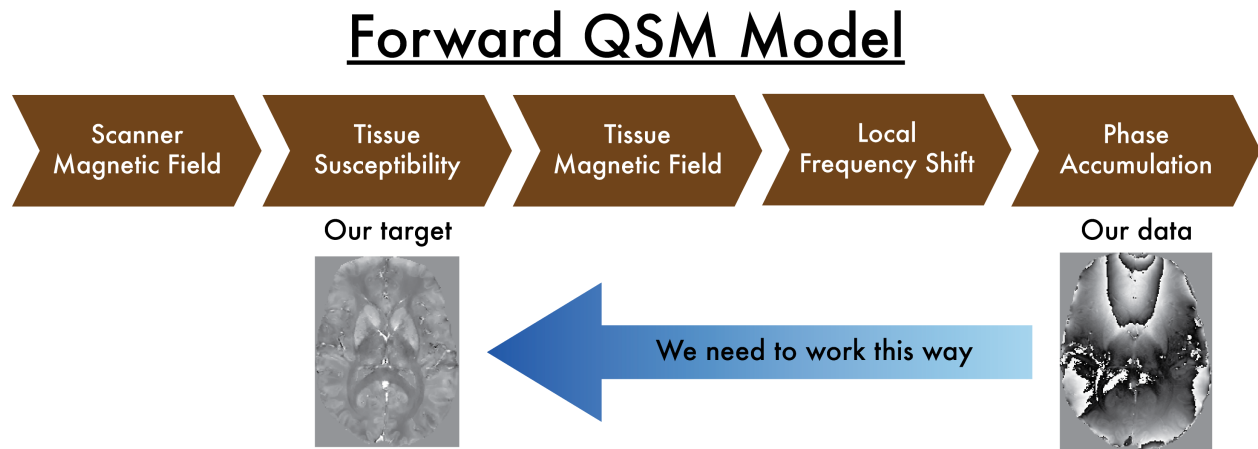 Forward QSM Model
Scanner
Magnetic Field
Tissue
Susceptibility
Tissue
Magnetic Field
Local
Frequency Shift
Phase
Accumulation
Our target
Our data
We need to work this way